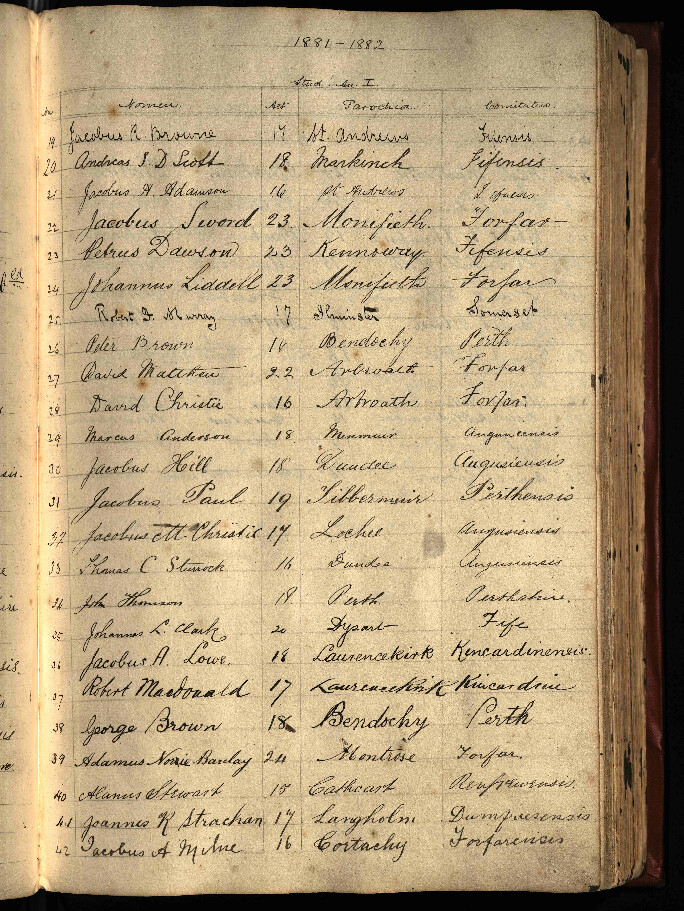 1881-1882
Stud. I.
No Nomen. Aet Parochia. Comitatus.
19 Jacobus R Browne 17 St. Andrews Fifensis
20 Andreas J. D Scott 18 Markinch Fifensis.
21 Jacobus A. Adamson 16 St Andrews
22 Jacobus Sword 23. Monifieth. Forfar-
23 Petrus Dawson 23 Kennoway. Fifensis
24 Johannus Liddell 23 Monifieth Forfar
25 Robert F. Murray 17 Ilminster Somerset
26 Peter Brown 16 Bendochy Perth
27 David Matthew 22 Arbroath Forfar
28 David Christie 16 Arbroath Forfar.
29 Marcus Anderson 18. Menmuir
30 Jacobus Hill 18 Dundee Angusiensis
31 Jacobus Paul 19 Tibbermuir Perthensis
32 Jacobus M. Christie 17 Lochee Angusiensis
33 Thomas C Sturrock 16 Dundee Angusiensis
34 John Thomson 18 Perth Perthshire.
35 Johannes L. Clark 20 Dysart- Fife
36 Jacobus A. Lowe. 18 Laurencekirk Kincardinensis.
37 Robert Macdonald 17 Laurencekirk Kincardine
38 George Brown 18 Bendochy Perth
39 Adamus Norrie Barclay 24 Montrose Forfar.
40 Alanus Stewart 15 Cathcart Renfrewensis
41 Joannes K Strachan 17 Langholm Dumfriesensis
42 Jacobus A Milne 16 Cortachy Forfarensis